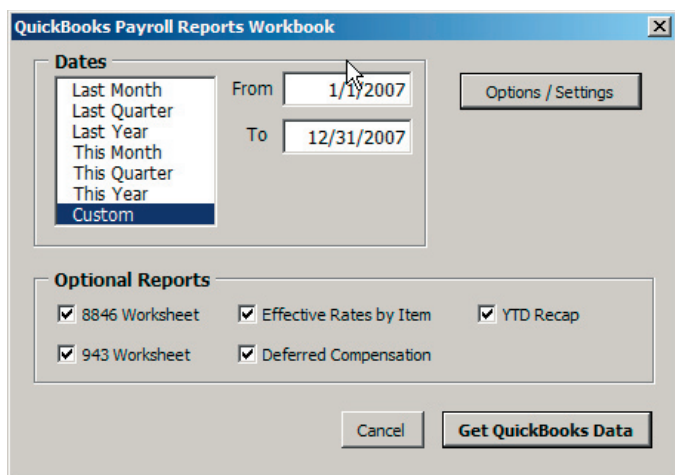 QuickBooks Payroll Reports Workbook
Dates
Last Month
Last Quarter
Last Year
This Month
This Quarter
This Year
Custom
From 1/1/2007
To 12/31/2007
Options / Settings
Optional Reports
8846 Worksheet Effective Rates by Item YTD Recap
943 Worksheet Deferred Compensation
Cancel Get QuickBooks Data